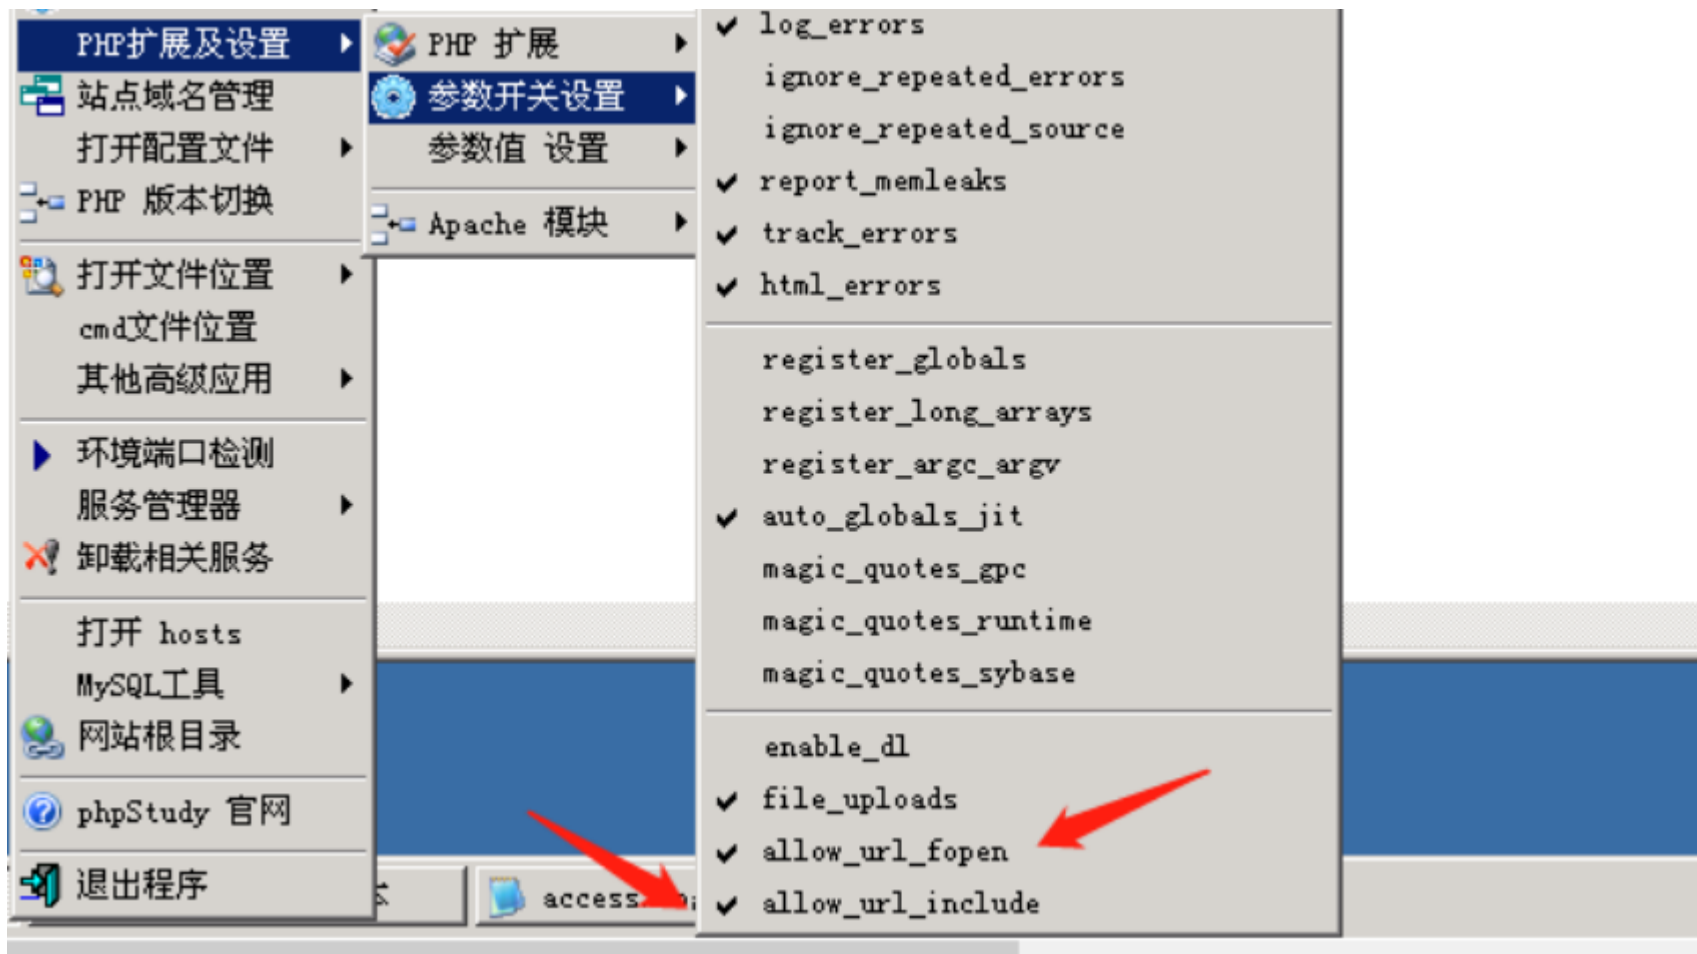 PHP扩展及设置
站点域名管理
打开配置文件
PHP 版本切换
打开文件位置
cmd文件位置
其他高级应用
环境端口检测
服务管理器
卸载相关服务
打开 hosts
MySQL工具
网站根目录
phpStudy 官网
退出程序
PHP 扩展
参数开关设置
参数值 设置
Apache 模块
log_errors
ignore_repeated_errors
ignore_repeated_source
report_memleaks
track_errors
html_errors
register_globals
register_long_arrays
register_argc_argv
auto_globals_jit
magic_quotes_gpc
magic_quotes_runtime
magic_quotes_sybase
enable_dl
file_uploads
allow_url_fopen
allow_url_include
access